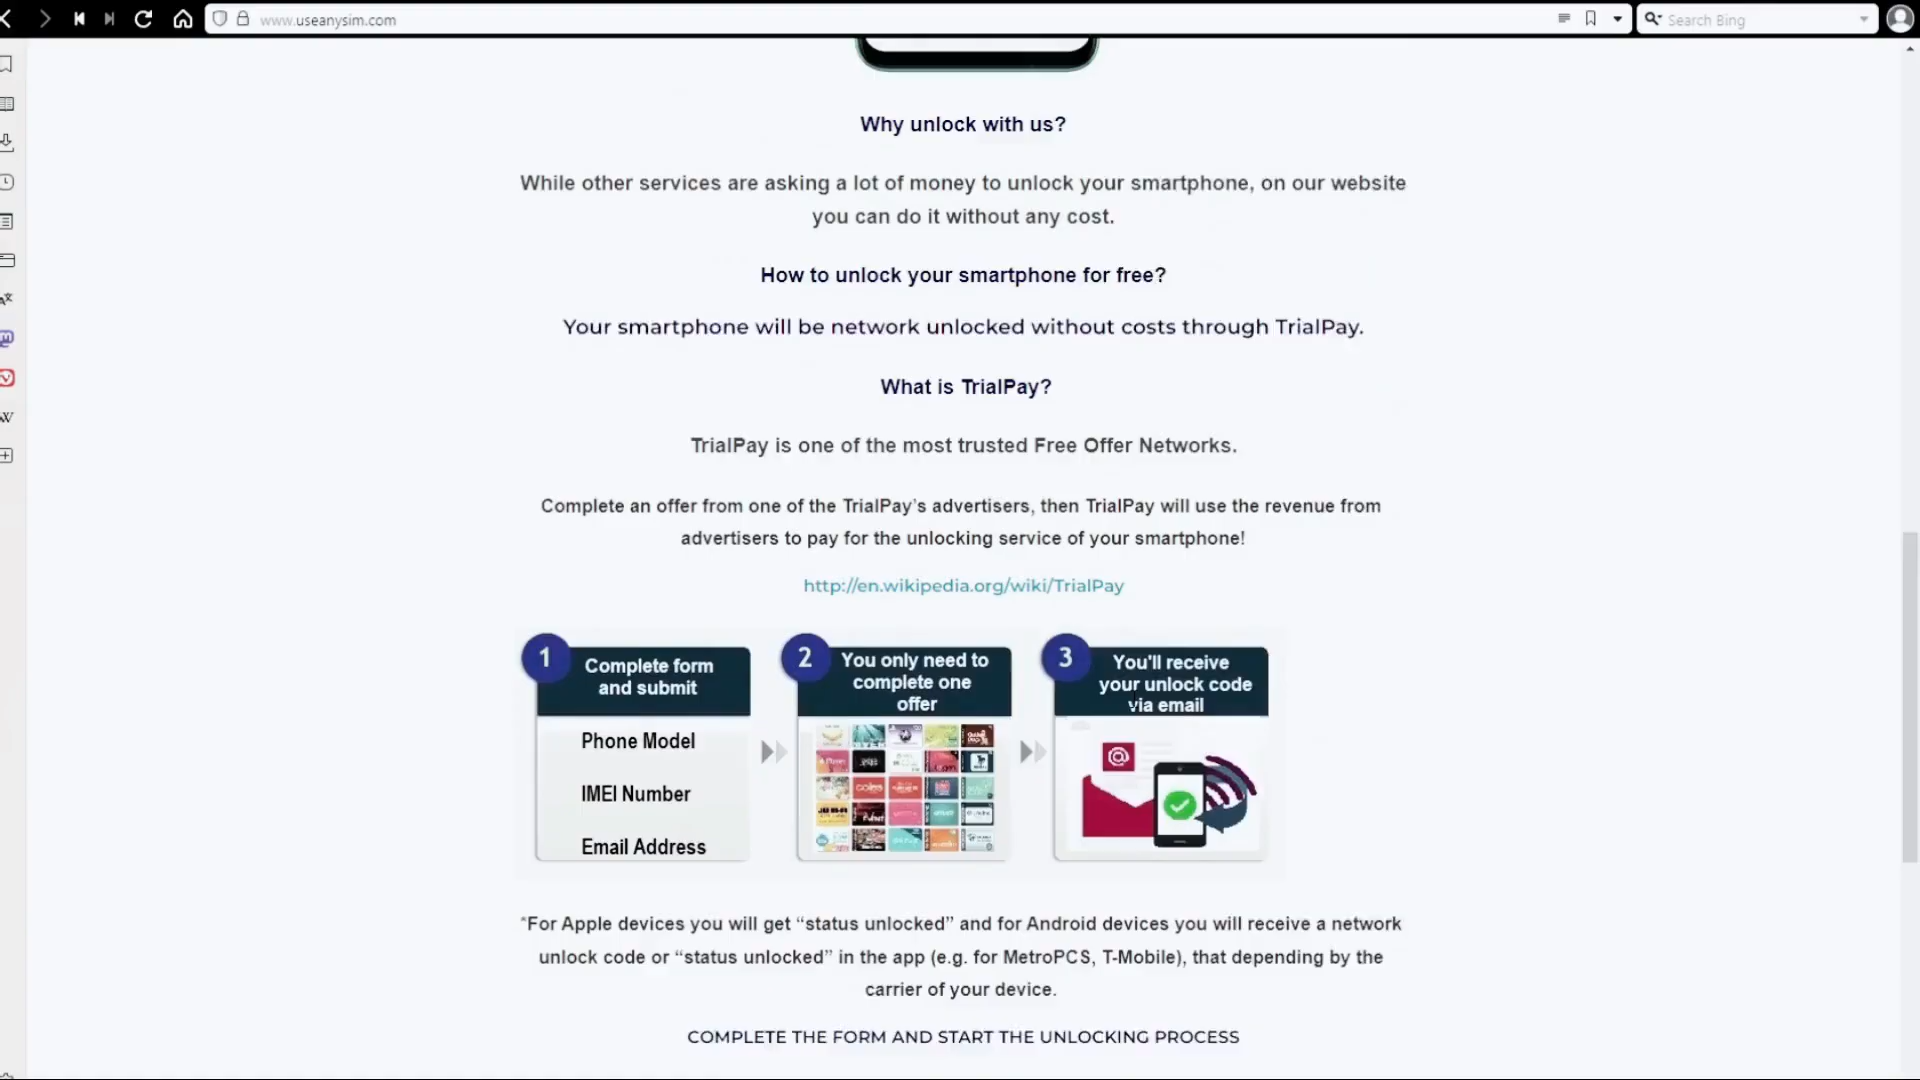 www.useanysim.com
Search Bing
Why unlock with us?
While other services are asking a lot of money to unlock your smartphone, on our website
you can do it without any cost.
How to unlock your smartphone for free?
Your smartphone will be network unlocked without costs through TrialPay.
What is TrialPay?
TrialPay is one of the most trusted Free Offer Networks.
Complete an offer from one of the TrialPay's advertisers, then TrialPay will use the revenue from
advertisers to pay for the unlocking service of your smartphone!
http://en.wikipedia.org/wiki/TrialPay
1
Complete form
and submit
Phone Model
IMEI Number
Email Address
2
You only need to
complete one
offer
3
You'll receive
your unlock code
via email
*For Apple devices you will get “status unlocked” and for Android devices you will receive a network
unlock code or “status unlocked” in the app (e.g. for MetroPCS, T-Mobile), that depending by the
carrier of your device.
COMPLETE THE FORM AND START THE UNLOCKING PROCESS